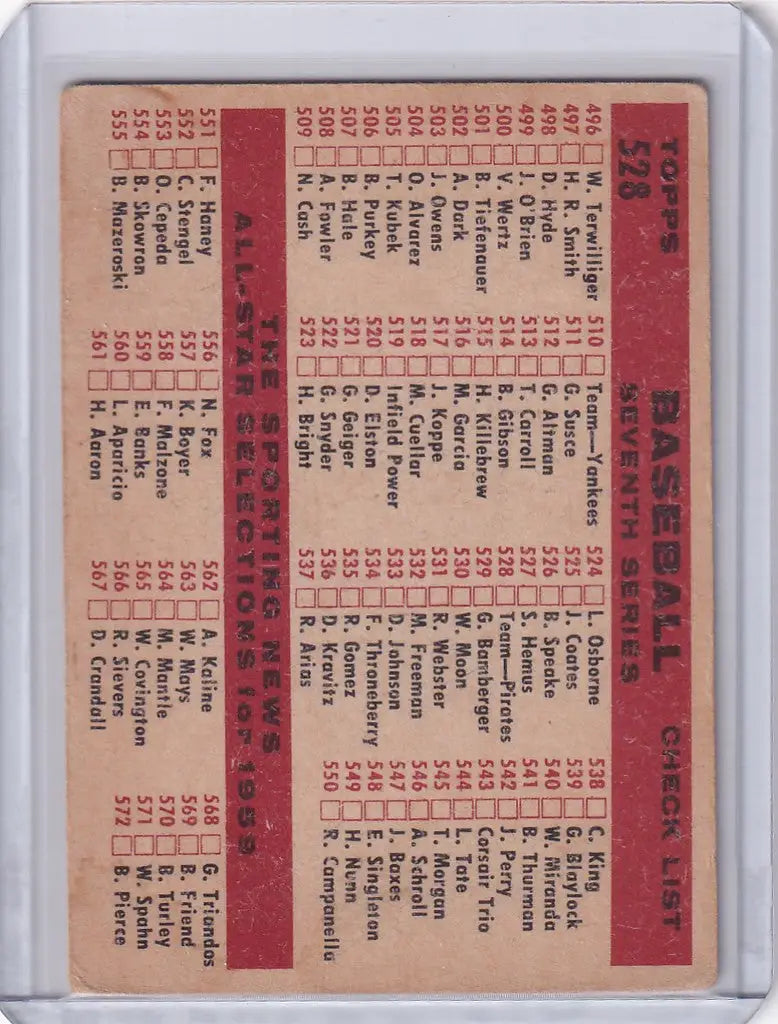 TOPPS BASEBALL CHECK LIST
528 SEVENTH SERIES
496 W. Terwilliger
497 H. R. Smith
498 D. Hyde
499 J. O'Brien
500 V. Wertz
501 B. Tiefenauer
502 A. Dark
503 J. Owens
504 O. Alvarez
505 T. Kubek
506 B. Purkey
507 B. Hale
508 A. Fowler
509 N. Cash
510 Team—Yankees
511 G. Susce
512 G. Altman
513 T. Carroll
514 B. Gibson
515 H. Killebrew
516 M. Garcia
517 J. Koppe
518 M. Cuellar
519 Infield Power
520 D. Elston
521 G. Geiger
522 G. Snyder
523 H. Bright
524 L. Osborne
525 J. Coates
526 B. Speake
527 S. Hemus
528 Team—Pirates
529 G. Bamberger
530 W. Moon
531 R. Webster
532 M. Freeman
533 D. Johnson
534 F. Throneberry
535 R. Gomez
536 D. Kravitz
537 R. Arias
538 C. King
539 G. Blaylock
540 W. Miranda
541 B. Thurman
542 J. Perry
543 Corsair Trio
544 L. Tate
545 T. Morgan
546 A. Schroll
547 J. Baxes
548 E. Singleton
549 H. Nunn
550 R. Campanella
THE SPORTING NEWS
ALL-STAR SELECTIONS for 1959
551 F. Haney
552 C. Stengel
553 O. Cepeda
554 B. Skowron
555 B. Mazeroski
556 N. Fox
557 K. Boyer
558 F. Malzone
559 E. Banks
560 L. Aparicio
561 H. Aaron
562 A. Kaline
563 W. Mays
564 M. Mantle
565 W. Covington
566 R. Sievers
567 D. Crandall
568 G. Triandos
569 B. Friend
570 B. Turley
571 W. Spahn
572 B. Pierce